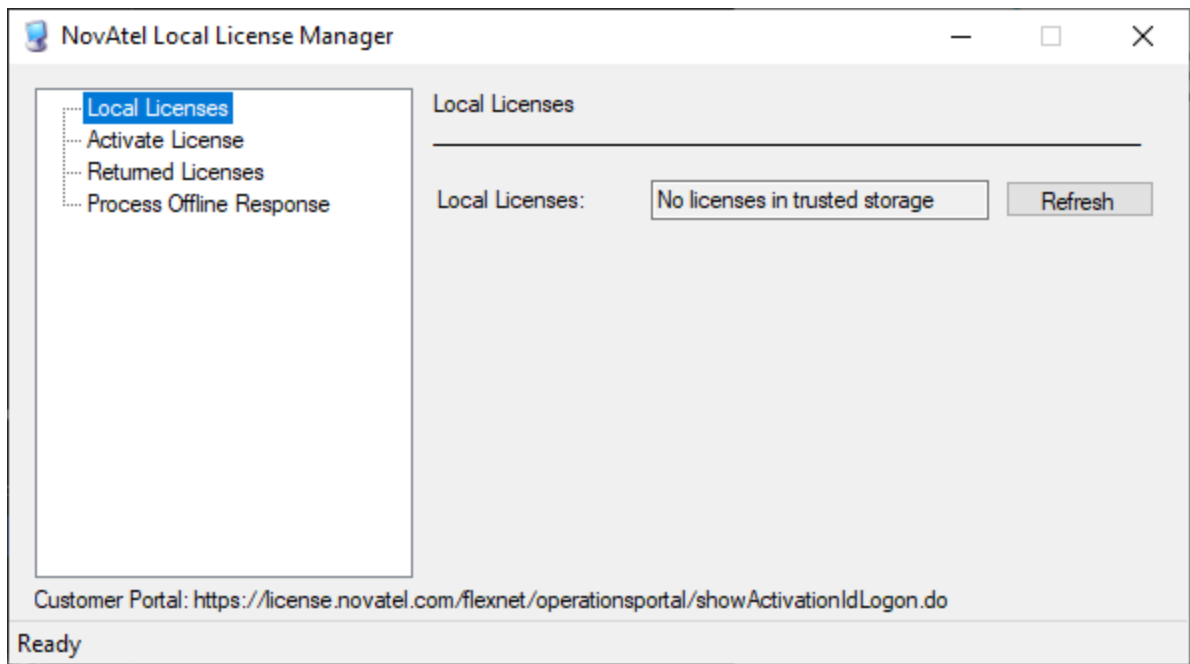 NovAtel Local License Manager
Local Licenses
Activate License
Returned Licenses
Process Offline Response
Local Licenses
Local Licenses: No licenses in trusted storage Refresh
Customer Portal: https://license.novatel.com/flexnet/operationsportal/showActivationIdLogon.do
Ready